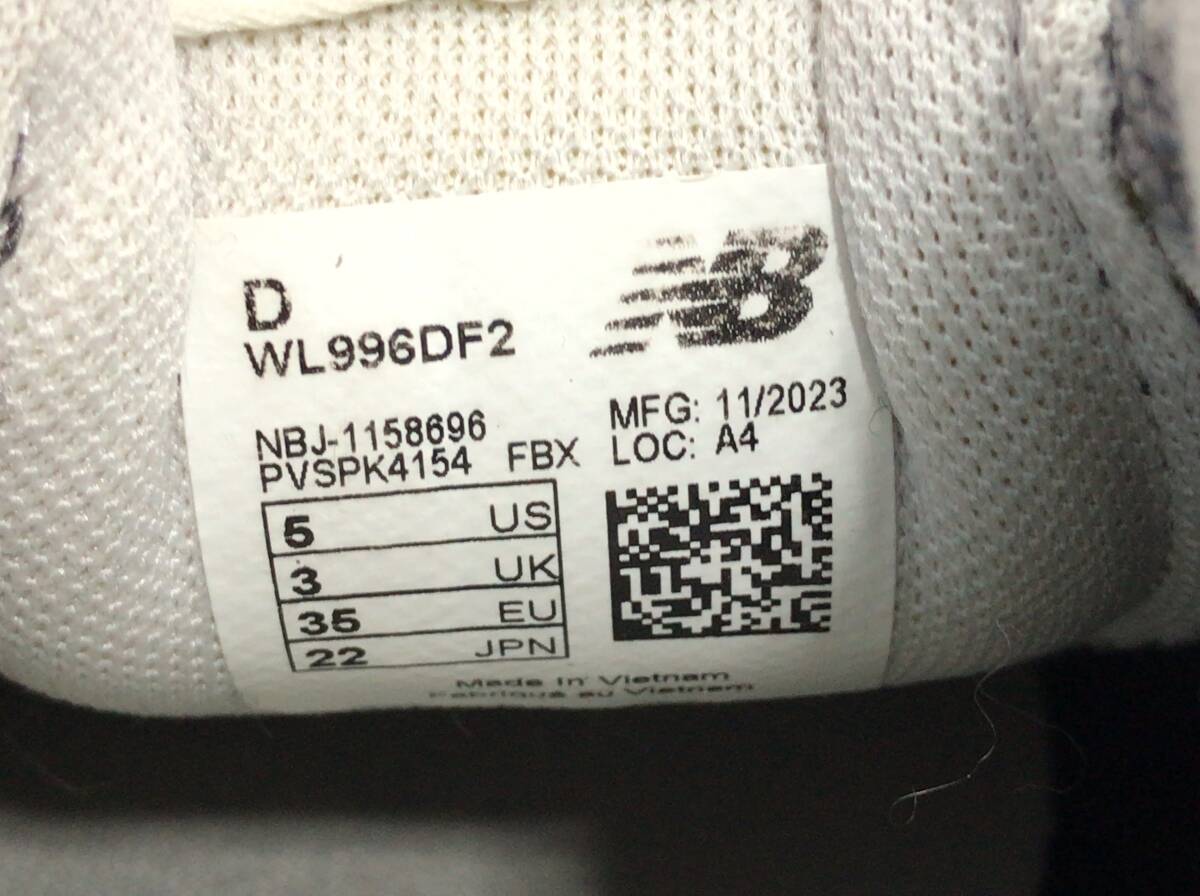 D
NB
WL996DF2
NBJ-1158696
PVSPK4154 FBX
MFG: 11/2023
LOC: A4
5 US
3 UK
35 EU
22 JPN
Made in Vietnam
Fabriqué au Vietnam